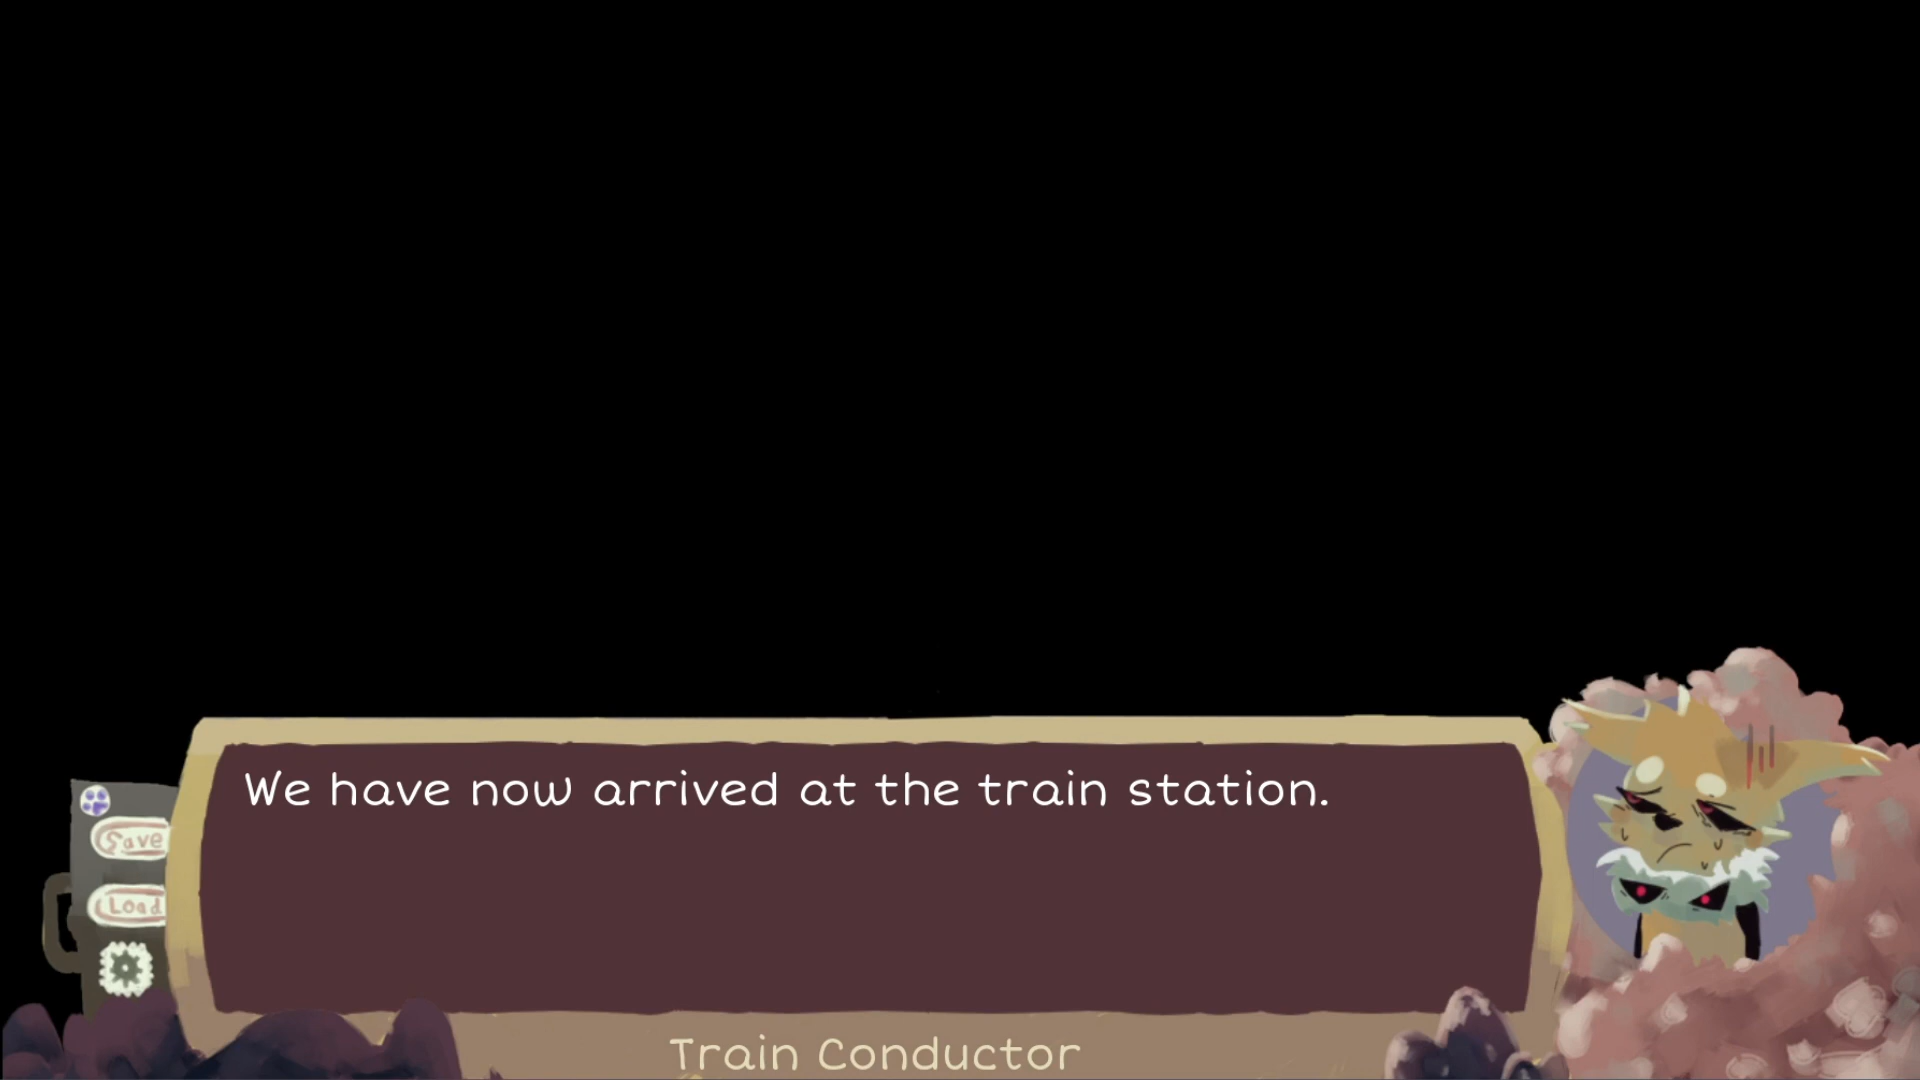 We have now arrived at the train station.
Save
Load
Train Conductor